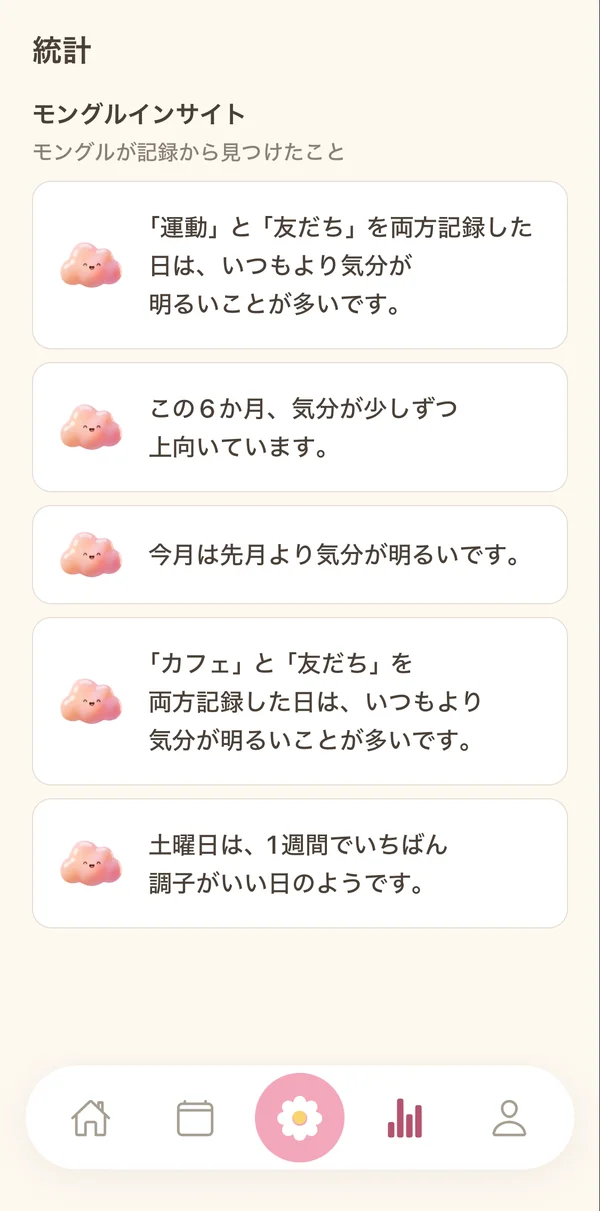 統計
モングルインサイト
モングルが記録から見つけたこと
「運動」と「友だち」を両方記録した
日は、いつもより気分が
明るいことが多いです。
この６か月、気分が少しずつ
上向いています。
今月は先月より気分が明るいです。
「カフェ」と「友だち」を
両方記録した日は、いつもより
気分が明るいことが多いです。
土曜日は、1週間でいちばん
調子がいい日のようです。